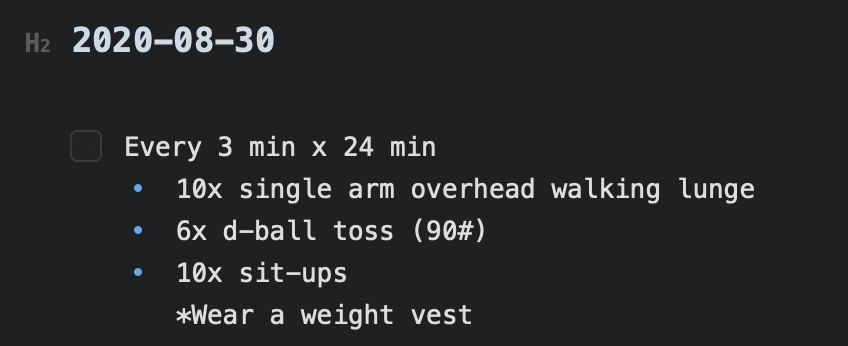 H2 2020-08-30
Every 3 min x 24 min
• 10x single arm overhead walking lunge
• 6x d-ball toss (90#)
• 10x sit-ups
*Wear a weight vest